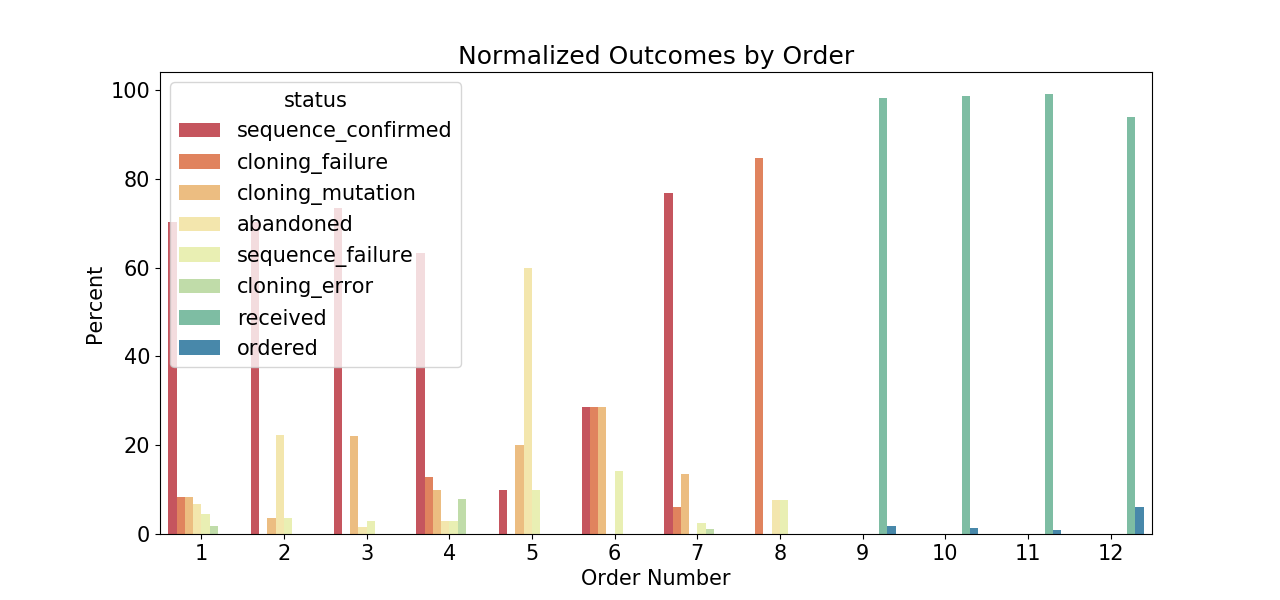 Normalized Outcomes by Order
status
sequence_confirmed
cloning_failure
cloning_mutation
abandoned
sequence_failure
cloning_error
received
ordered
Percent
100
80
60
40
20
0
1 2 3 4 5 6 7 8 9 10 11 12
Order Number